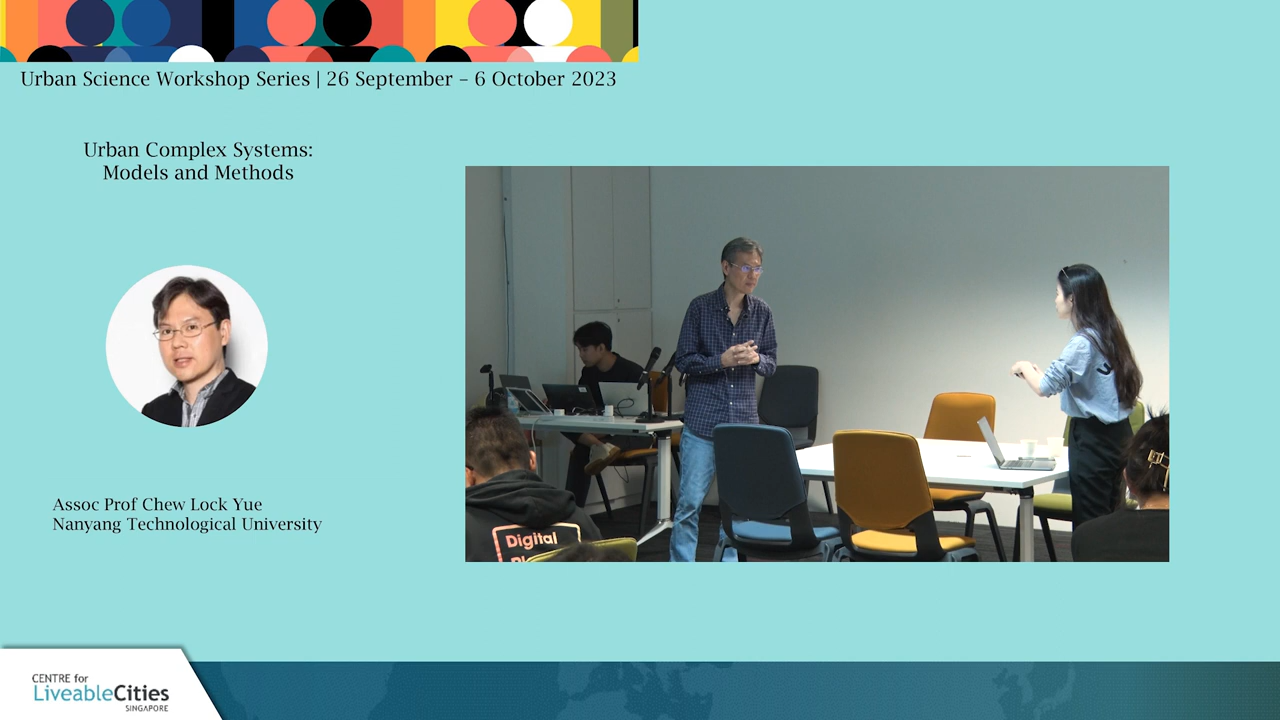 Urban Science Workshop Series | 26 September – 6 October 2023
Urban Complex Systems:
Models and Methods
Assoc Prof Chew Lock Yue
Nanyang Technological University
Digital
CENTRE for
LiveableCities
SINGAPORE